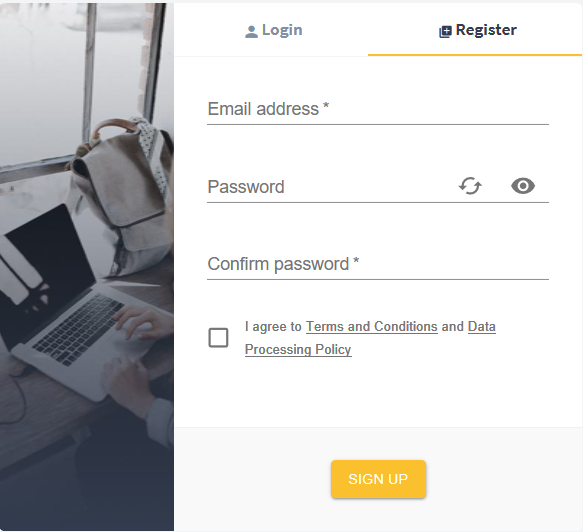 Login
Register
Email address *
Password
Confirm password *
I agree to Terms and Conditions and Data
Processing Policy
SIGN UP